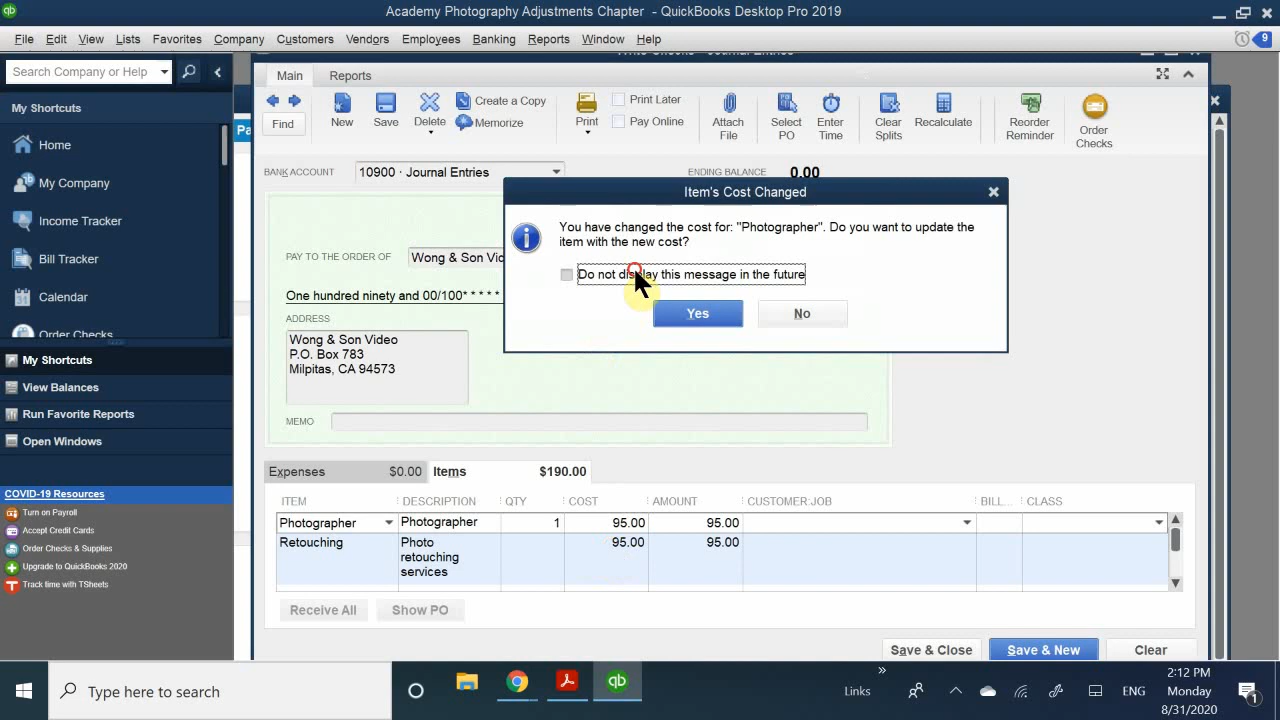 Academy Photography Adjustments Chapter - QuickBooks Desktop Pro 2019
File Edit View Lists Favorites Company Customers Vendors Employees Banking Reports Window Help
9
Search Company or Help
Write Checks - Journal Entries
My Shortcuts
Home
My Company
Income Tracker
Bill Tracker
Calendar
Order Checks
My Shortcuts
View Balances
Run Favorite Reports
Open Windows
COVID-19 Resources
Turn on Payroll
Accept Credit Cards
Order Checks & Supplies
Upgrade to QuickBooks 2020
Track time with TSheets
Pa
Main Reports
Find
New
Save
Delete
Create a Copy
Memorize
Print
Print Later
Pay Online
Attach
File
Select
PO
Enter
Time
Clear
Splits
Recalculate
Reorder
Reminder
Order
Checks
BANK ACCOUNT 10900 · Journal Entries ENDING BALANCE 0.00
Item's Cost Changed
You have changed the cost for: "Photographer". Do you want to update the
item with the new cost?
Do not display this message in the future
Yes No
PAY TO THE ORDER OF Wong & Son Vid
One hundred ninety and 00/100* * * * *
ADDRESS
Wong & Son Video
P.O. Box 783
Milpitas, CA 94573
MEMO
Expenses $0.00 Items $190.00
ITEM DESCRIPTION QTY COST AMOUNT CUSTOMER:JOB BILL... CLASS
Photographer Photographer 1 95.00 95.00
Retouching Photo 95.00 95.00
retouching
services
Receive All Show PO
Save & Close Save & New Clear
Type here to search
qb
Links
»
ENG
2:12 PM
Monday
8/31/2020
1